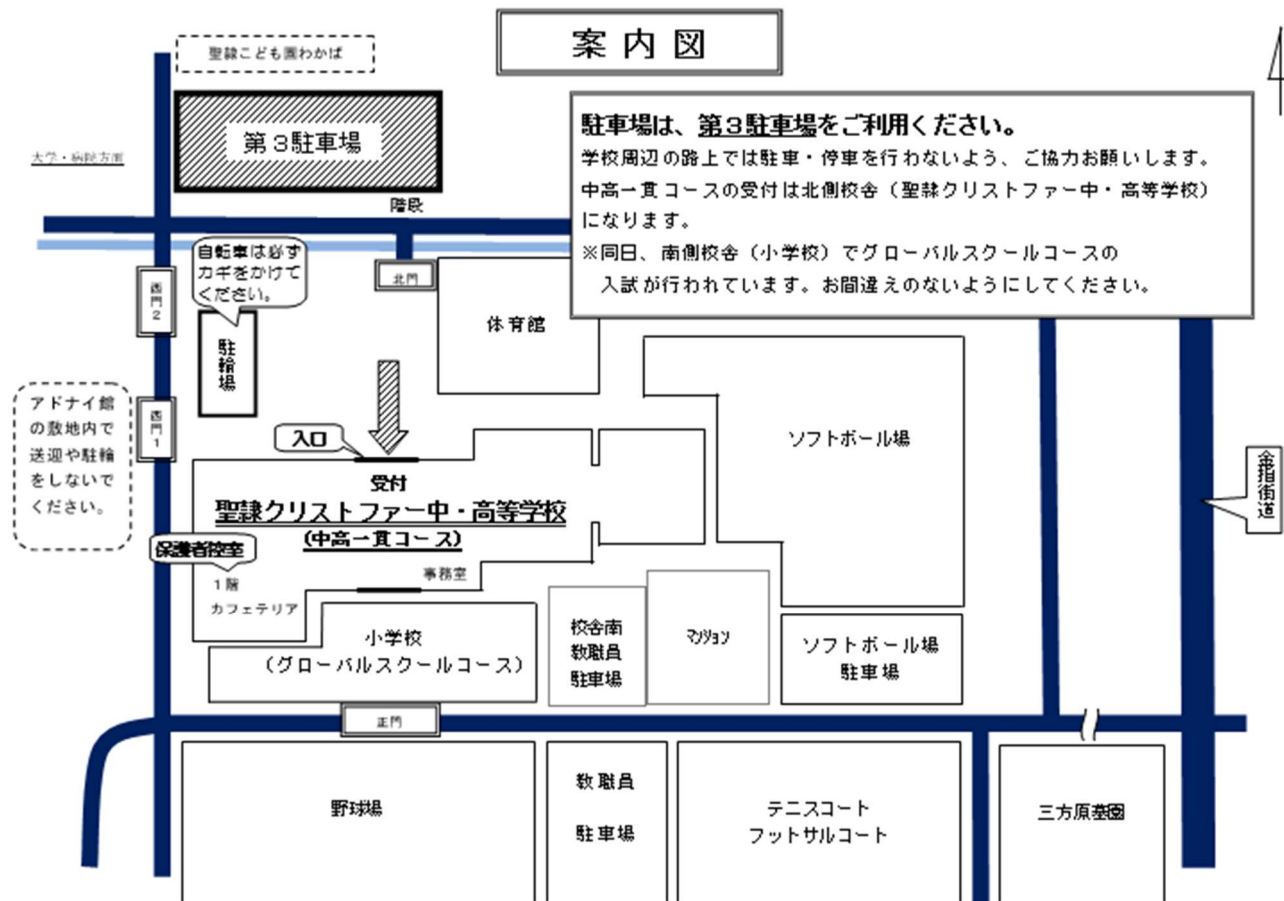 案内図
聖隷こども園わかば
第3駐車場
大学・病院方面
駐車場は、第3駐車場をご利用ください。
学校周辺の路上では駐車・停車を行わないよう、ご協力お願いします。
中高一貫コースの受付は北側校舎（聖隷クリストファー中・高等学校）
になります。
※同日、南側校舎（小学校）でグローバルスクールコースの
入試が行われています。お間違えのないようにしてください。
階段
自転車は必ず
カギをかけて
ください。
北門
西門2
体育館
駐輪場
アドナイ館
の敷地内で
送迎や駐輪
をしないで
ください。
西門1
入口
受付
聖隷クリストファー中・高等学校
(中高一貫コース)
ソフトボール場
金指街道
保護者控室
1階
カフェテリア
事務室
小学校
（グローバルスクールコース）
校舎南
教職員
駐車場
マンション
ソフトボール場
駐車場
正門
野球場
教職員
駐車場
テニスコート
フットサルコート
三方原墓園